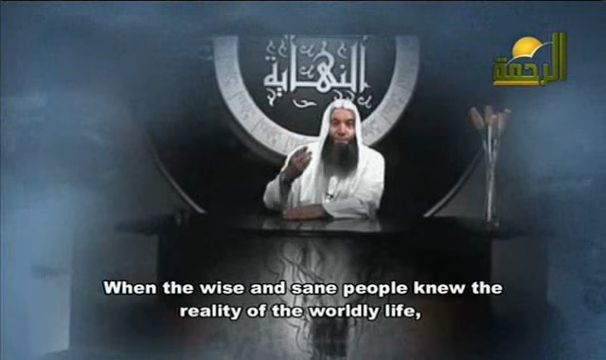 النهاية
الرحمة
When the wise and sane people knew the
reality of the worldly life,